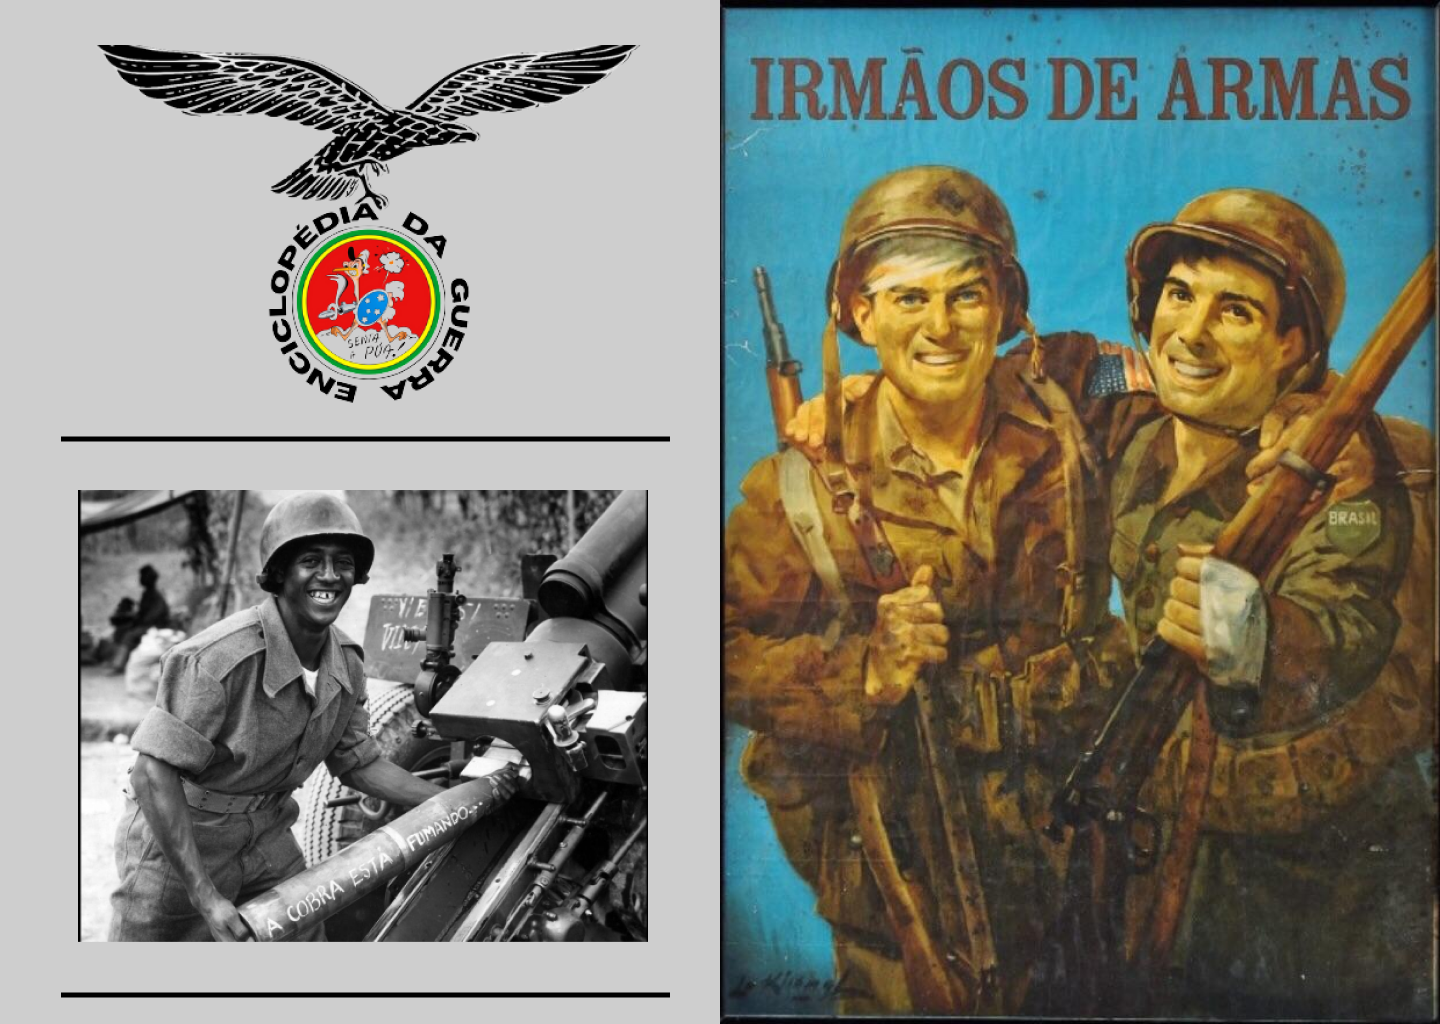 ENCICLOPÉDIA DA GUERRA
SENTA
A PUA!
A COBRA ESTÁ FUMANDO...
IRMÃOS DE ARMAS
BRASIL